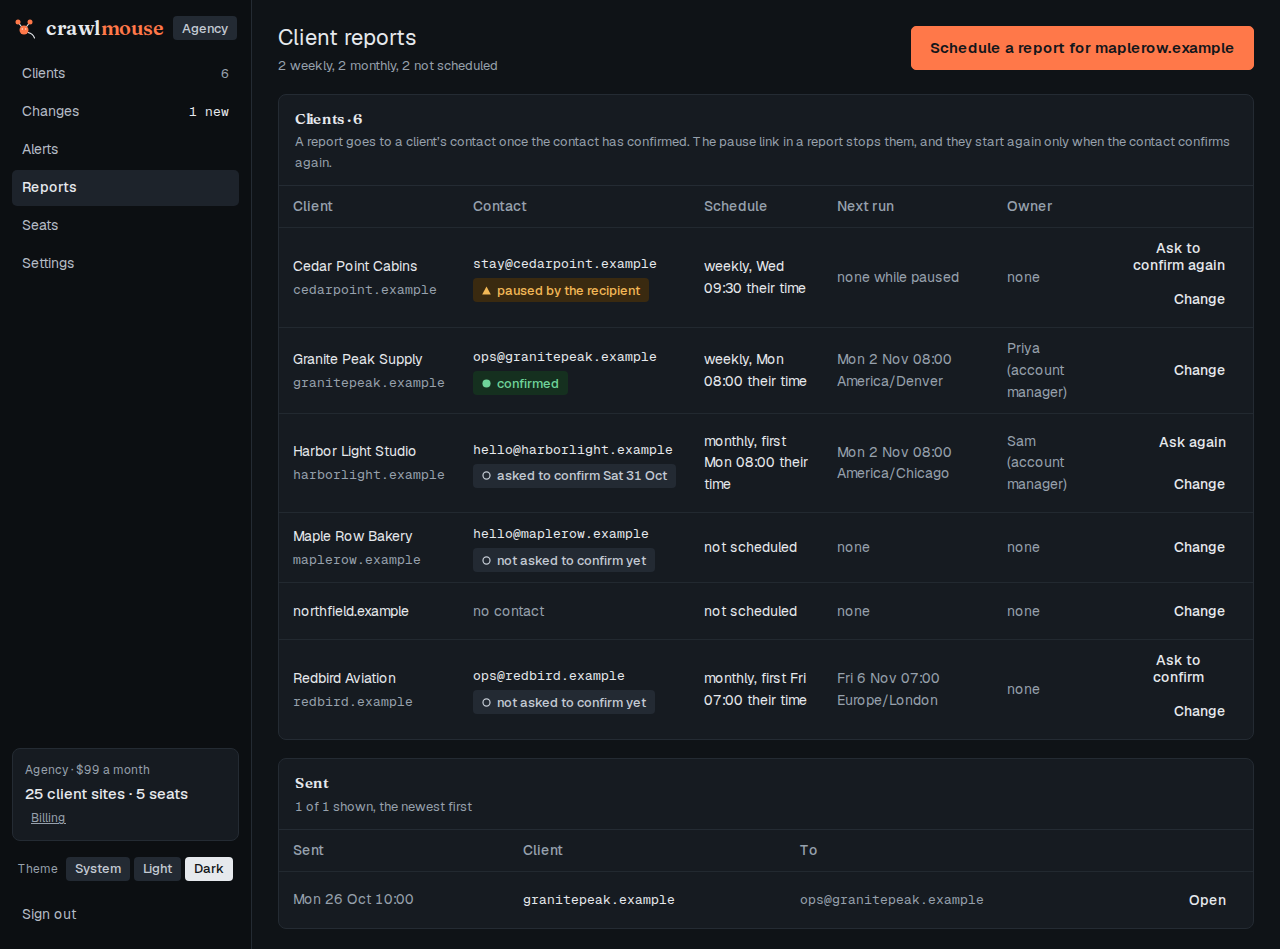 crawlmouse Agency
Clients 6
Changes 1 new
Alerts
Reports
Seats
Settings
Agency · $99 a month
25 client sites · 5 seats
Billing
Theme System Light Dark
Sign out
Client reports
2 weekly, 2 monthly, 2 not scheduled
Schedule a report for maplerow.example
Clients · 6
A report goes to a client's contact once the contact has confirmed. The pause link in a report stops them, and they start again only when the contact confirms
again.
Client Contact Schedule Next run Owner
Cedar Point Cabins
cedarpoint.example
stay@cedarpoint.example
paused by the recipient
weekly, Wed
09:30 their time
none while paused
none
Ask to
confirm again
Change
Granite Peak Supply
granitepeak.example
ops@granitepeak.example
confirmed
weekly, Mon
08:00 their time
Mon 2 Nov 08:00
America/Denver
Priya
(account
manager)
Change
Harbor Light Studio
harborlight.example
hello@harborlight.example
asked to confirm Sat 31 Oct
monthly, first
Mon 08:00 their
time
Mon 2 Nov 08:00
America/Chicago
Sam
(account
manager)
Ask again
Change
Maple Row Bakery
maplerow.example
hello@maplerow.example
not asked to confirm yet
not scheduled
none
none
Change
northfield.example
no contact
not scheduled
none
none
Change
Redbird Aviation
redbird.example
ops@redbird.example
not asked to confirm yet
monthly, first Fri
07:00 their time
Fri 6 Nov 07:00
Europe/London
none
Ask to
confirm
Change
Sent
1 of 1 shown, the newest first
Sent Client To
Mon 26 Oct 10:00 granitepeak.example ops@granitepeak.example Open